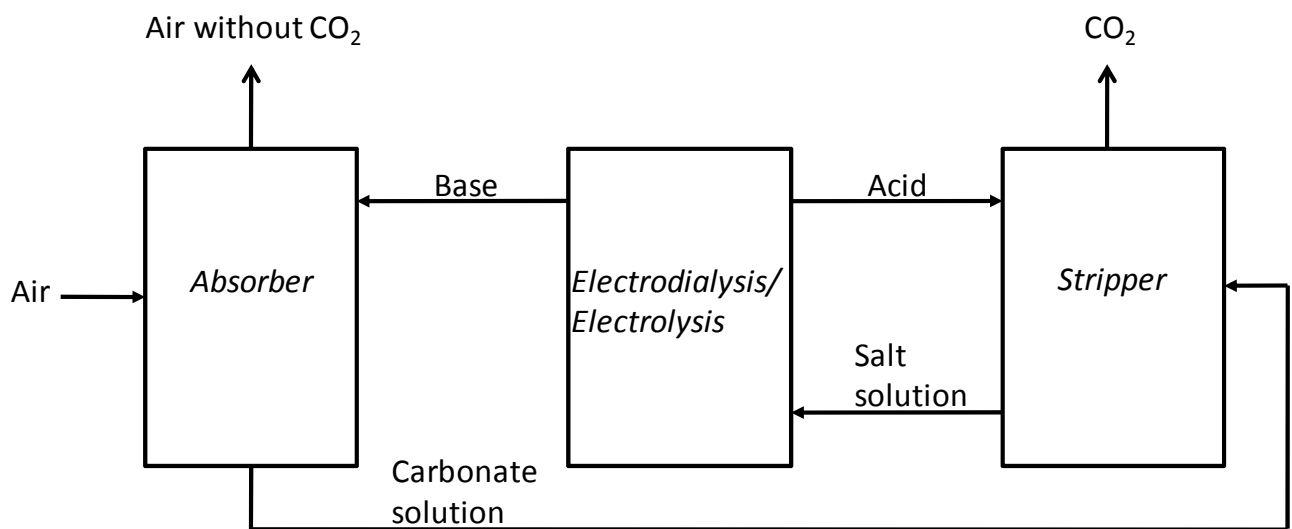 Air without CO₂
CO₂
Base
Acid
Air
Absorber
Electrodialysis/
Electrolysis
Stripper
Salt
solution
Carbonate
solution